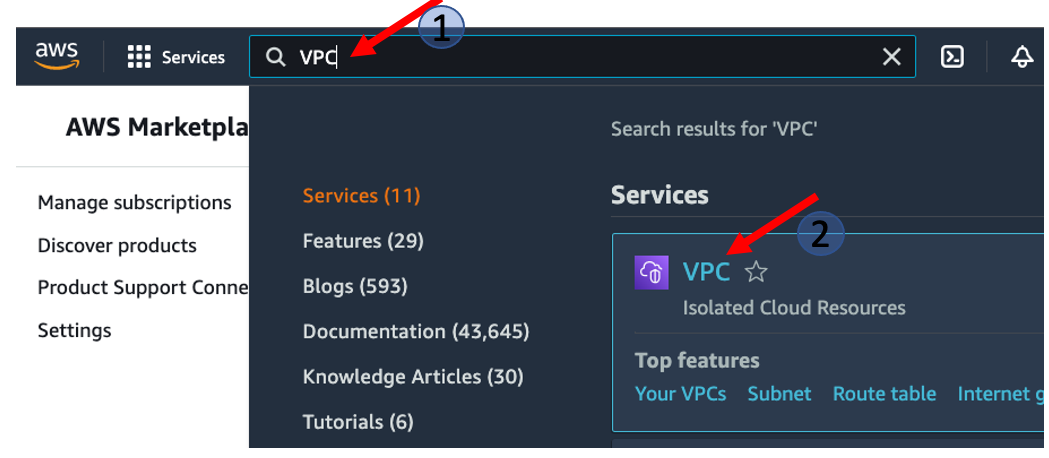 1
aws Services VPC
AWS Marketpla
Search results for 'VPC'
Manage subscriptions
Discover products
Product Support Conne
Settings
Services (11)
Features (29)
Blogs (593)
Documentation (43,645)
Knowledge Articles (30)
Tutorials (6)
Services
2
VPC
Isolated Cloud Resources
Top features
Your VPCs Subnet Route table Internet g